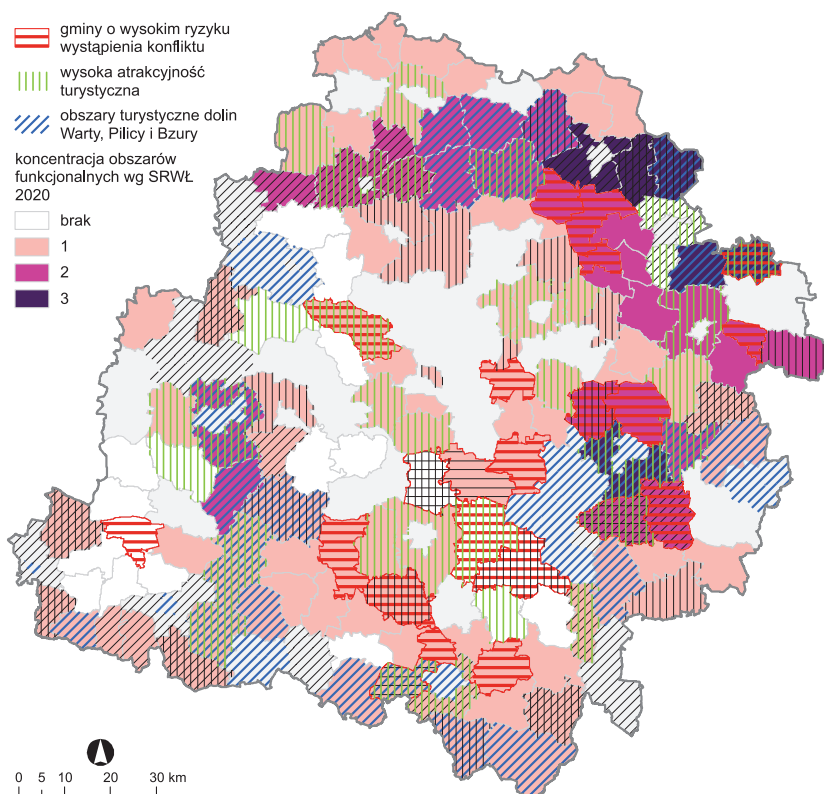 gminy o wysokim ryzyku
wystąpienia konfliktu
wysoka atrakcyjność
turystyczna
obszary turystyczne dolin
Warty, Pilicy i Bzury
koncentracja obszarów
funkcjonalnych wg SRWŁ
2020
brak
1
2
3
0 5 10 20 30 km